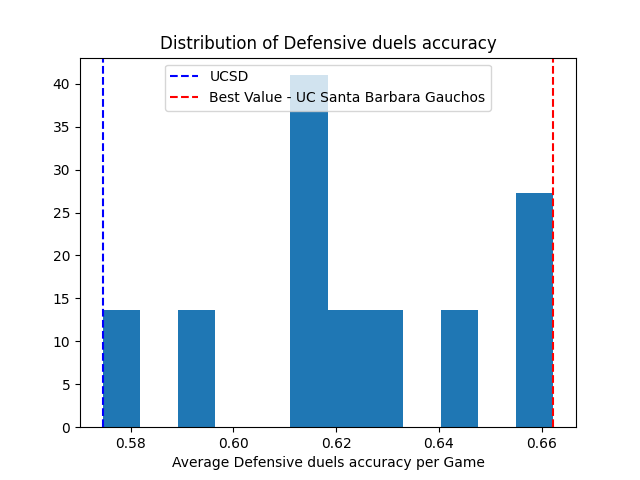 Distribution of Defensive duels accuracy
UCSD
Best Value - UC Santa Barbara Gauchos
40
35
30
25
20
15
10
5
0
0.58 0.60 0.62 0.64 0.66
Average Defensive duels accuracy per Game